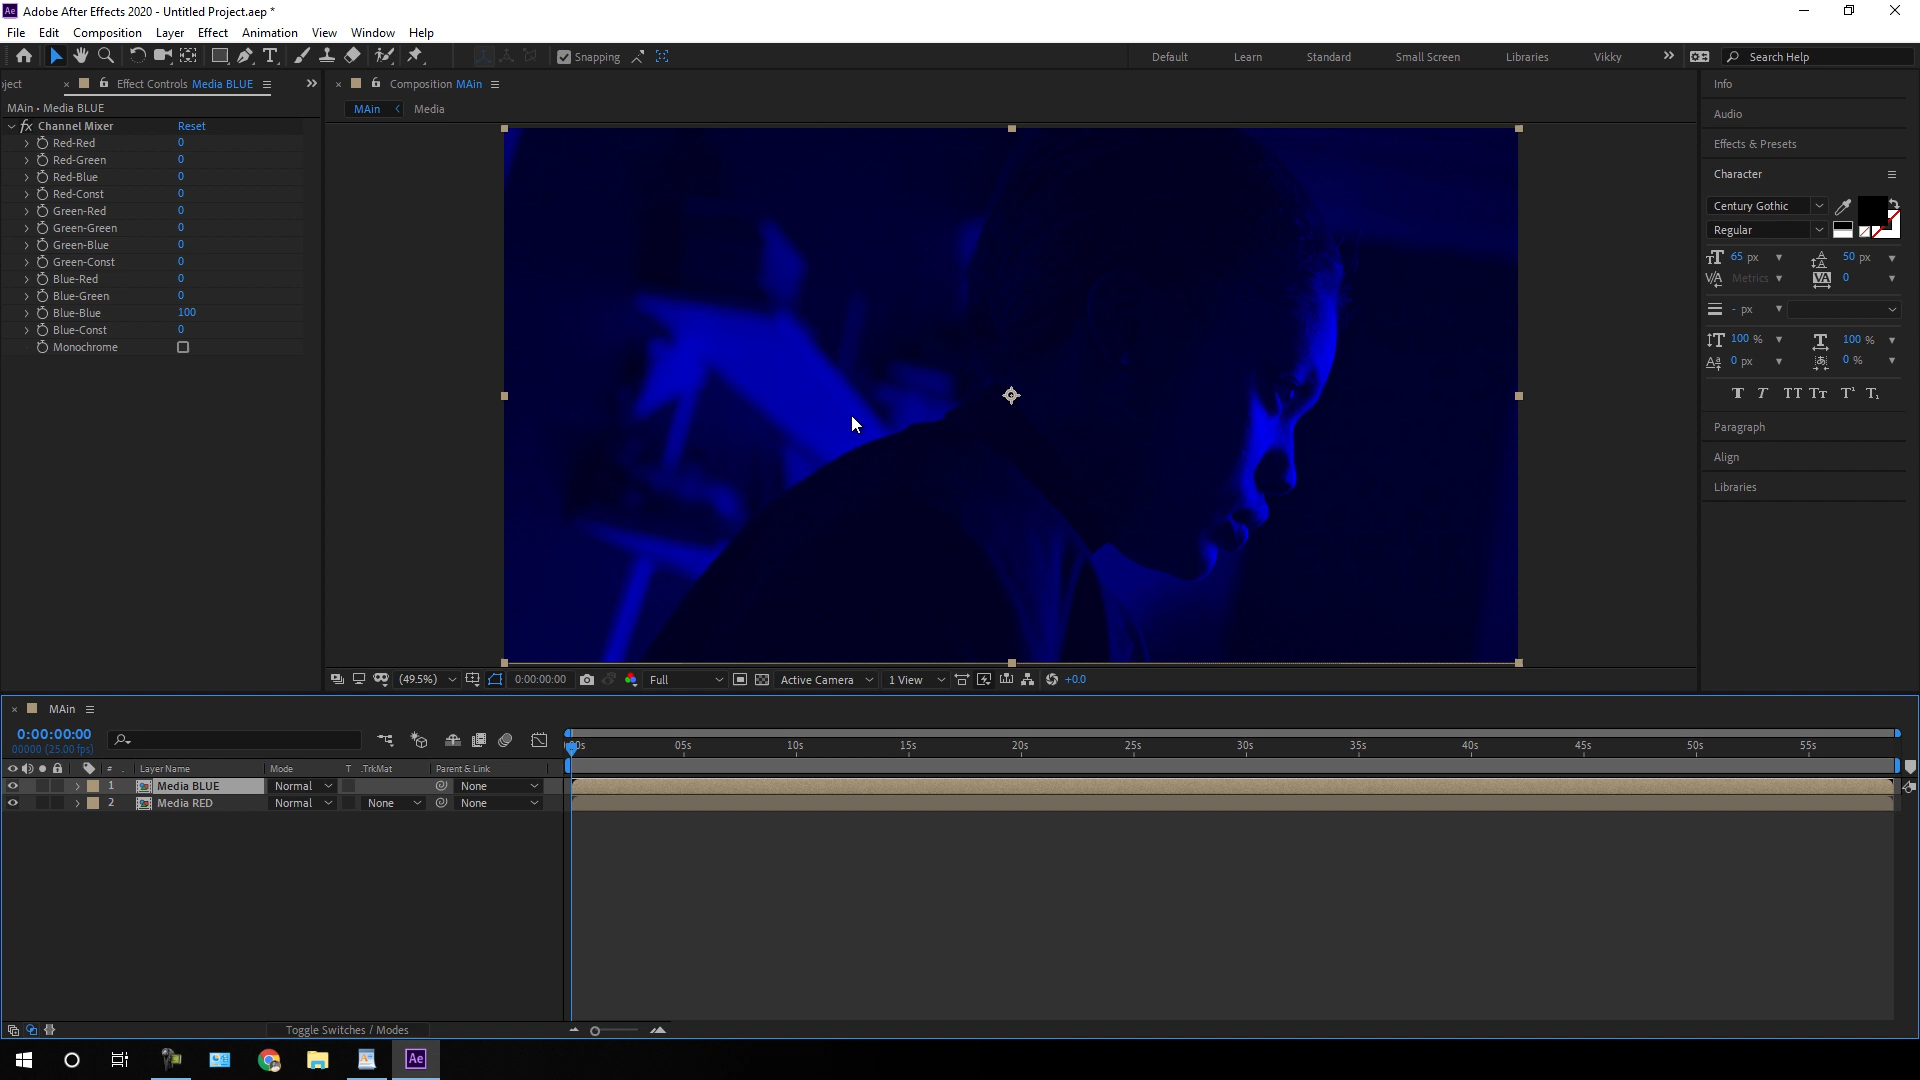 Adobe After Effects 2020 - Untitled Project.aep *
File Edit Composition Layer Effect Animation View Window Help
Snapping
Default Learn Standard Small Screen Libraries Vikky
Search Help
ject
Effect Controls Media BLUE
MAin • Media BLUE
fx Channel Mixer Reset
Red-Red 0
Red-Green 0
Red-Blue 0
Red-Const 0
Green-Red 0
Green-Green 0
Green-Blue 0
Green-Const 0
Blue-Red 0
Blue-Green 0
Blue-Blue 100
Blue-Const 0
Monochrome
Composition MAin
MAin Media
(49.5%) 0:00:00:00 Full Active Camera 1 View +0.0
Info
Audio
Effects & Presets
Character
Century Gothic
Regular
65 px 50 px
Metrics 0
- px
100 % 100 %
0 px 0 %
T T TT Tt T¹ T₁
Paragraph
Align
Libraries
MAin
0:00:00:00
00000 (25.00 fps)
00s 05s 10s 15s 20s 25s 30s 35s 40s 45s 50s 55s
# . Layer Name Mode T .TrkMat Parent & Link
1 Media BLUE Normal None
2 Media RED Normal None None
Toggle Switches / Modes
Ae